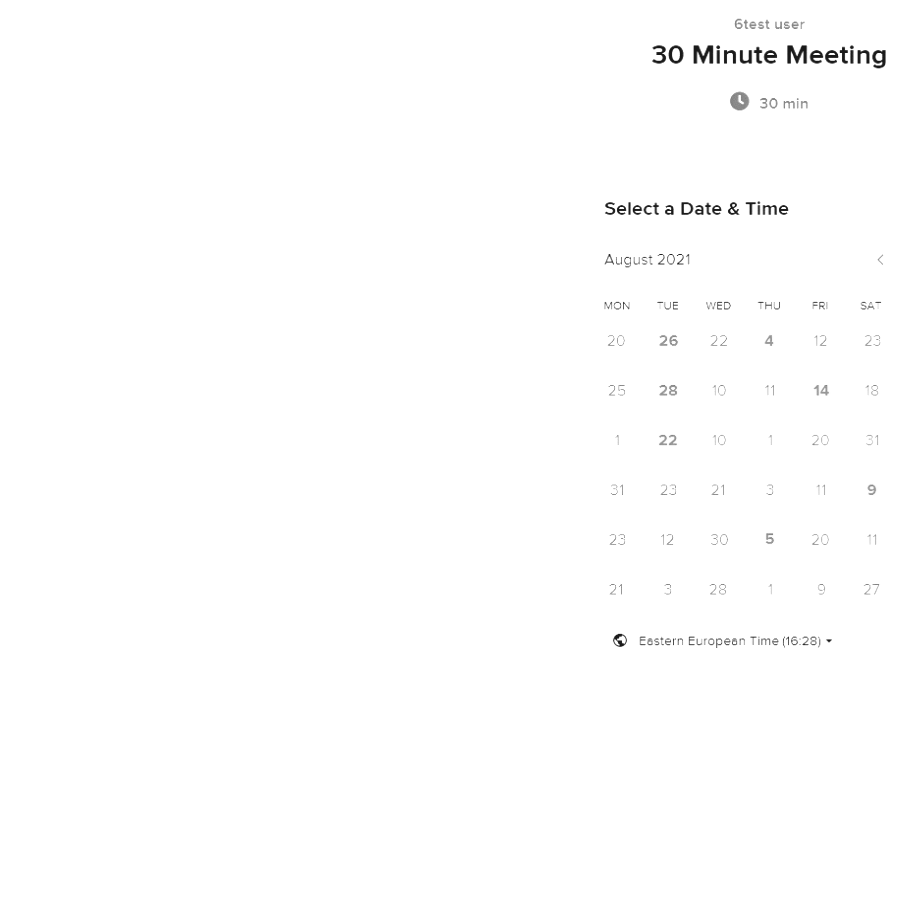 6test user
30 Minute Meeting
30 min
Select a Date & Time
August 2021
MON TUE WED THU FRI SAT
20 26 22 4 12 23
25 28 10 11 14 18
1 22 10 1 20 31
31 23 21 3 11 9
23 12 30 5 20 11
21 3 28 1 9 27
Eastern European Time (16:28)